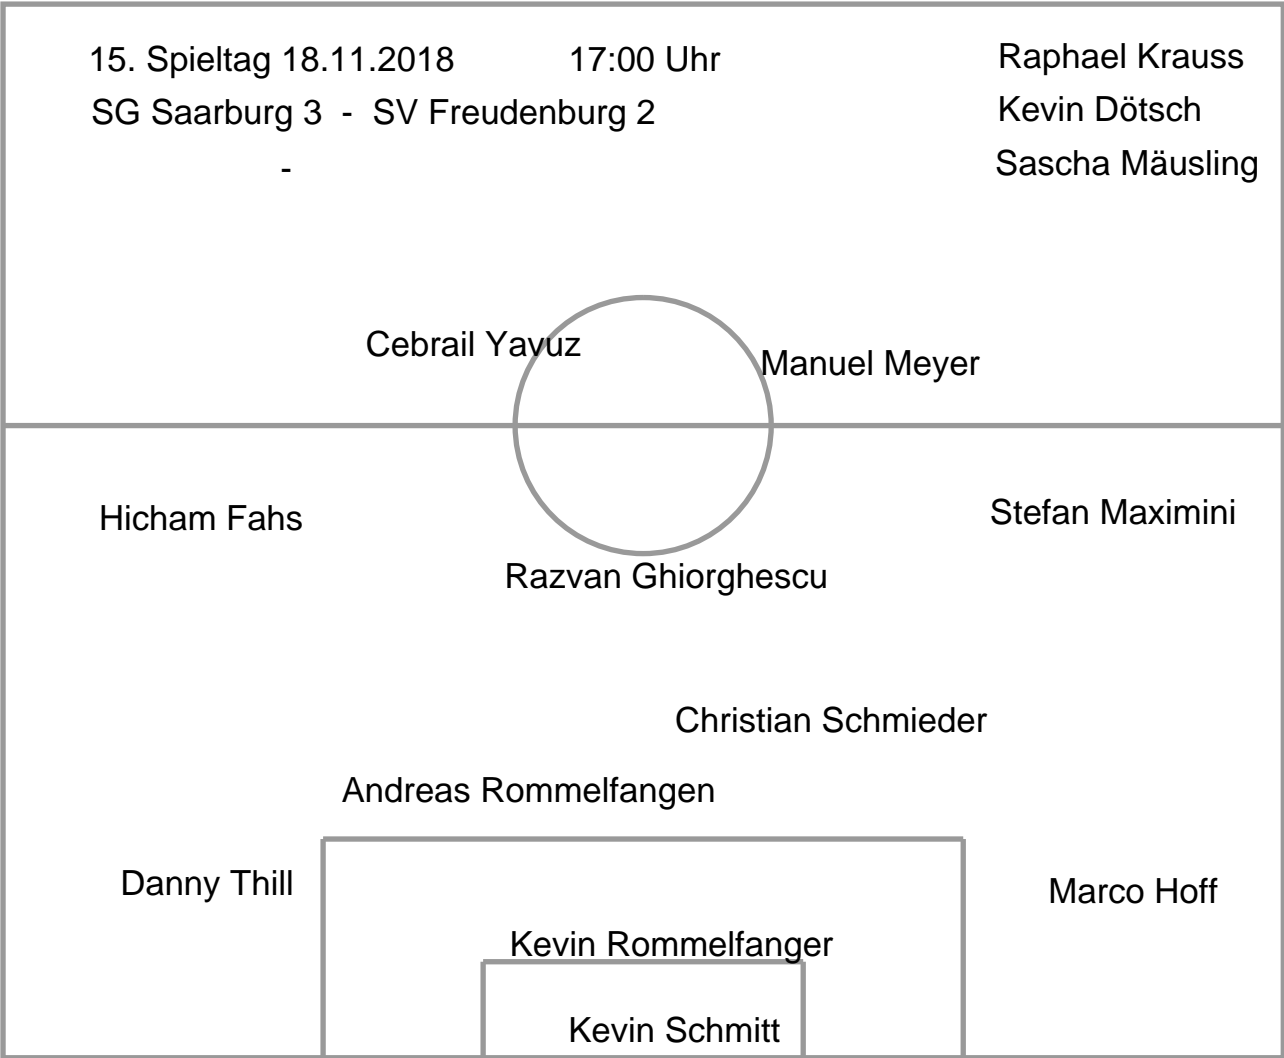 15. Spieltag 18.11.2018 17:00 Uhr
SG Saarburg 3 - SV Freudenburg 2
-
Raphael Krauss
Kevin Dötsch
Sascha Mäusling
Cebrail Yavuz
Manuel Meyer
Hicham Fahs
Stefan Maximini
Razvan Ghiorghescu
Christian Schmieder
Andreas Rommelfangen
Danny Thill
Marco Hoff
Kevin Rommelfanger
Kevin Schmitt